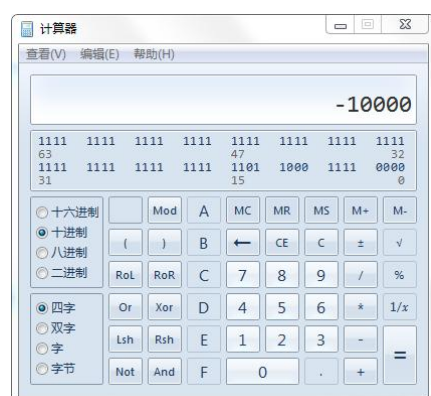 计算器
查看(V) 编辑(E) 帮助(H)
-10000
1111 1111 1111 1111 1111 1111 1111 1111
63 47 32
1111 1111 1111 1111 1101 1000 1111 0000
31 15 0
十六进制 Mod A MC MR MS M+ M-
十进制 ( ) B ← CE C ± √
八进制
二进制 RoL RoR C 7 8 9 / %
四字 Or Xor D 4 5 6 * 1/x
双字
字 Lsh Rsh E 1 2 3 - =
字节 Not And F 0 . +